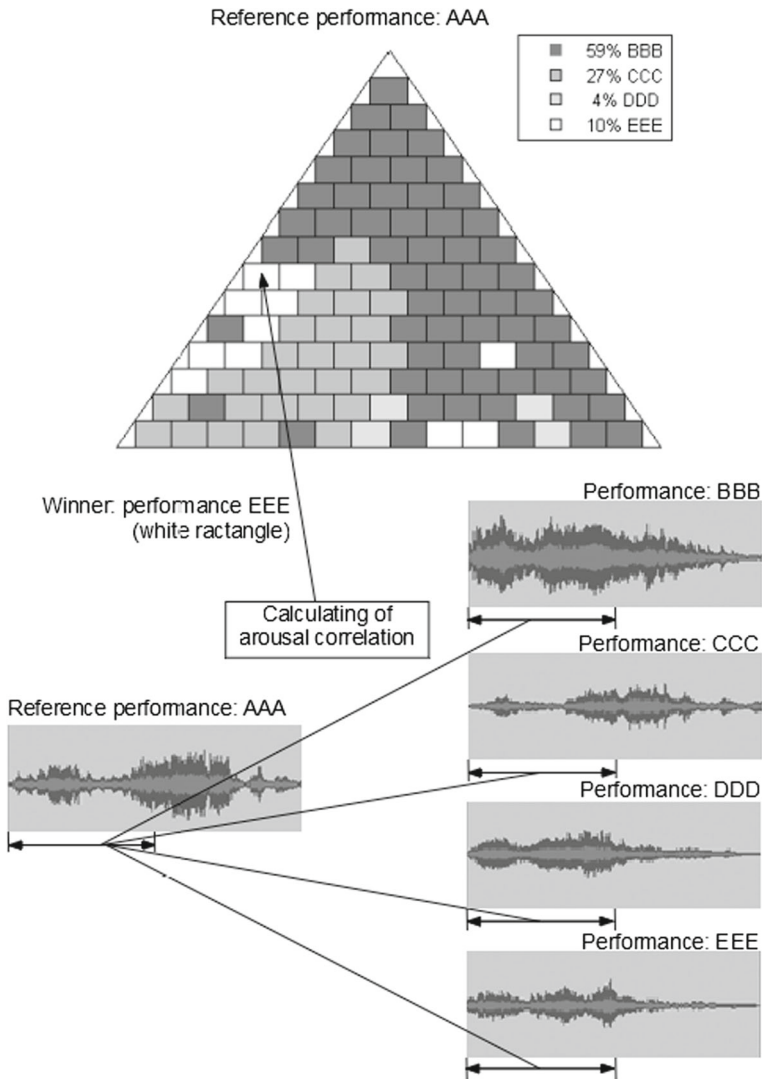 Reference performance: AAA
59% BBB
27% CCC
4% DDD
10% EEE
Winner: performance EEE
(white ractangle)
Calculating of
arousal correlation
Performance: BBB
Performance: CCC
Reference performance: AAA
Performance: DDD
Performance: EEE